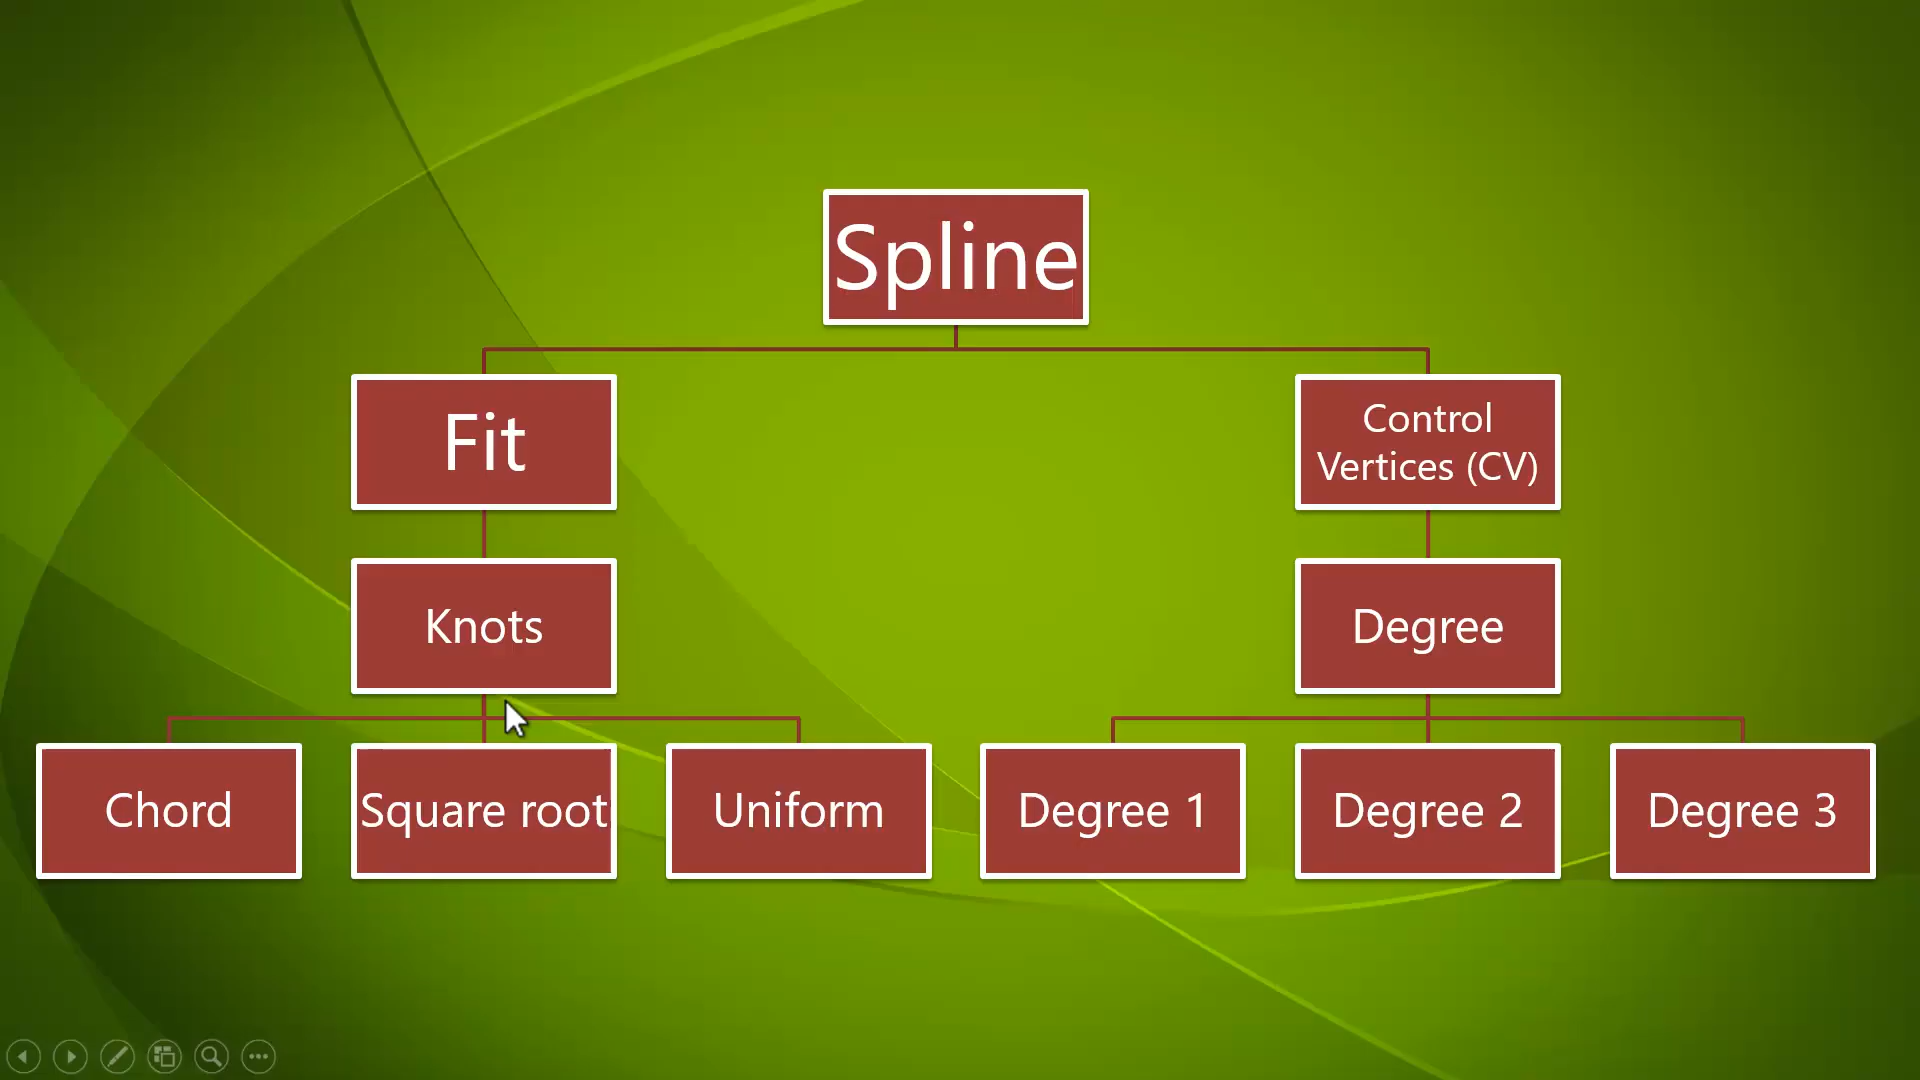 Spline
Fit
Control
Vertices (CV)
Knots
Degree
Chord
Square root
Uniform
Degree 1
Degree 2
Degree 3